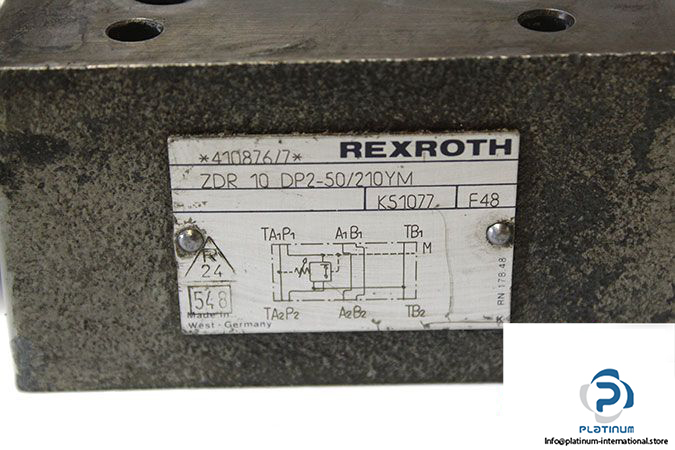 *410876/7* REXROTH
ZDR 10 DP2-50/210YM
KS1077 F48
TA1P1 A1B1 TB1
M
R
24
548
Made in
West-Germany
TA2P2 A2B2 TB2
RN 178.48
K
P
PLATINUM
Info@platinum-international.store